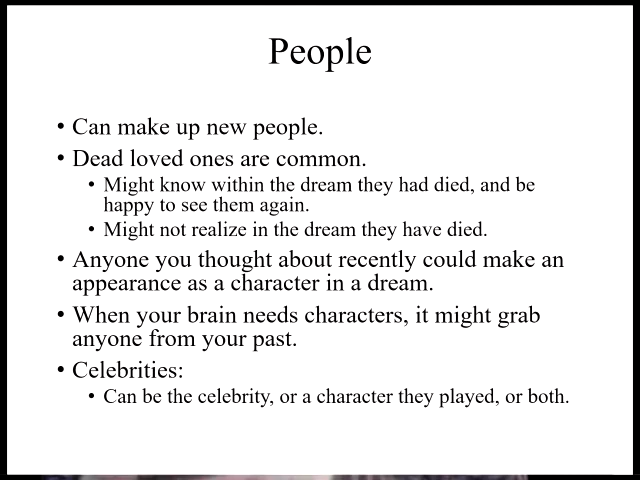 People
• Can make up new people.
• Dead loved ones are common.
• Might know within the dream they had died, and be
happy to see them again.
• Might not realize in the dream they have died.
• Anyone you thought about recently could make an
appearance as a character in a dream.
• When your brain needs characters, it might grab
anyone from your past.
• Celebrities:
• Can be the celebrity, or a character they played, or both.